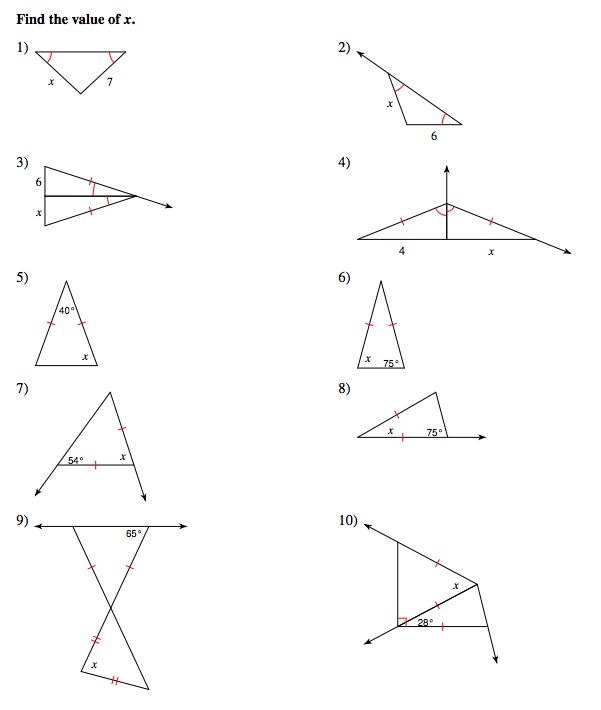 Find the value of x.
1)
x
7
2)
x
6
3)
6
x
4)
4
x
5)
40°
x
6)
x
75°
7)
54°
x
8)
x
75°
9)
65°
x
10)
x
28°